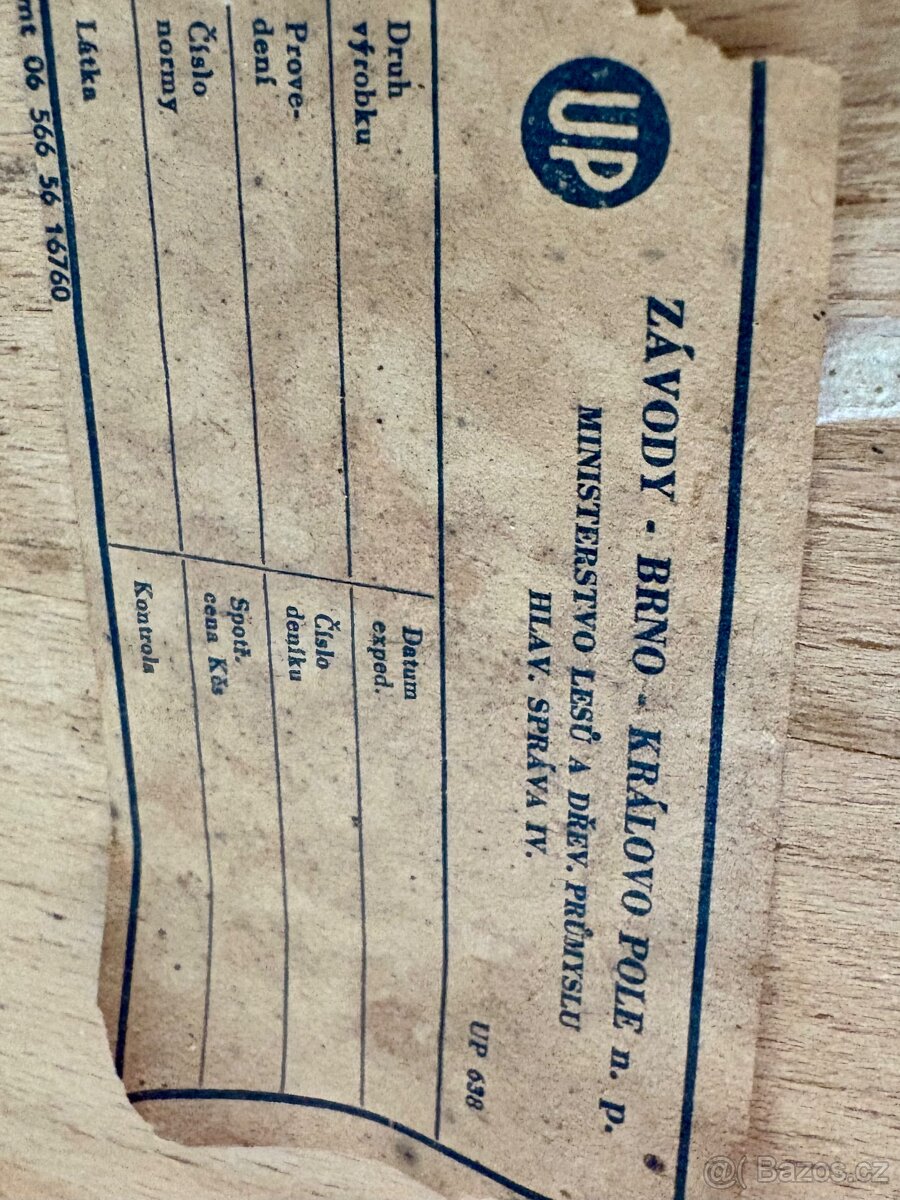 UP
ZÁVODY - BRNO - KRÁLOVO POLE n. p.
MINISTERSTVO LESŮ A DŘEV. PRŮMYSLU
HLAV. SPRÁVA IV.
UP 638
Druh
výrobku
Prove-
dení
Číslo
normy
Látka
Datum
exped.
Číslo
deníku
Spotř.
cena Kčs
Kontrola
mt 06 566 56 16760
@( Bazos.cz